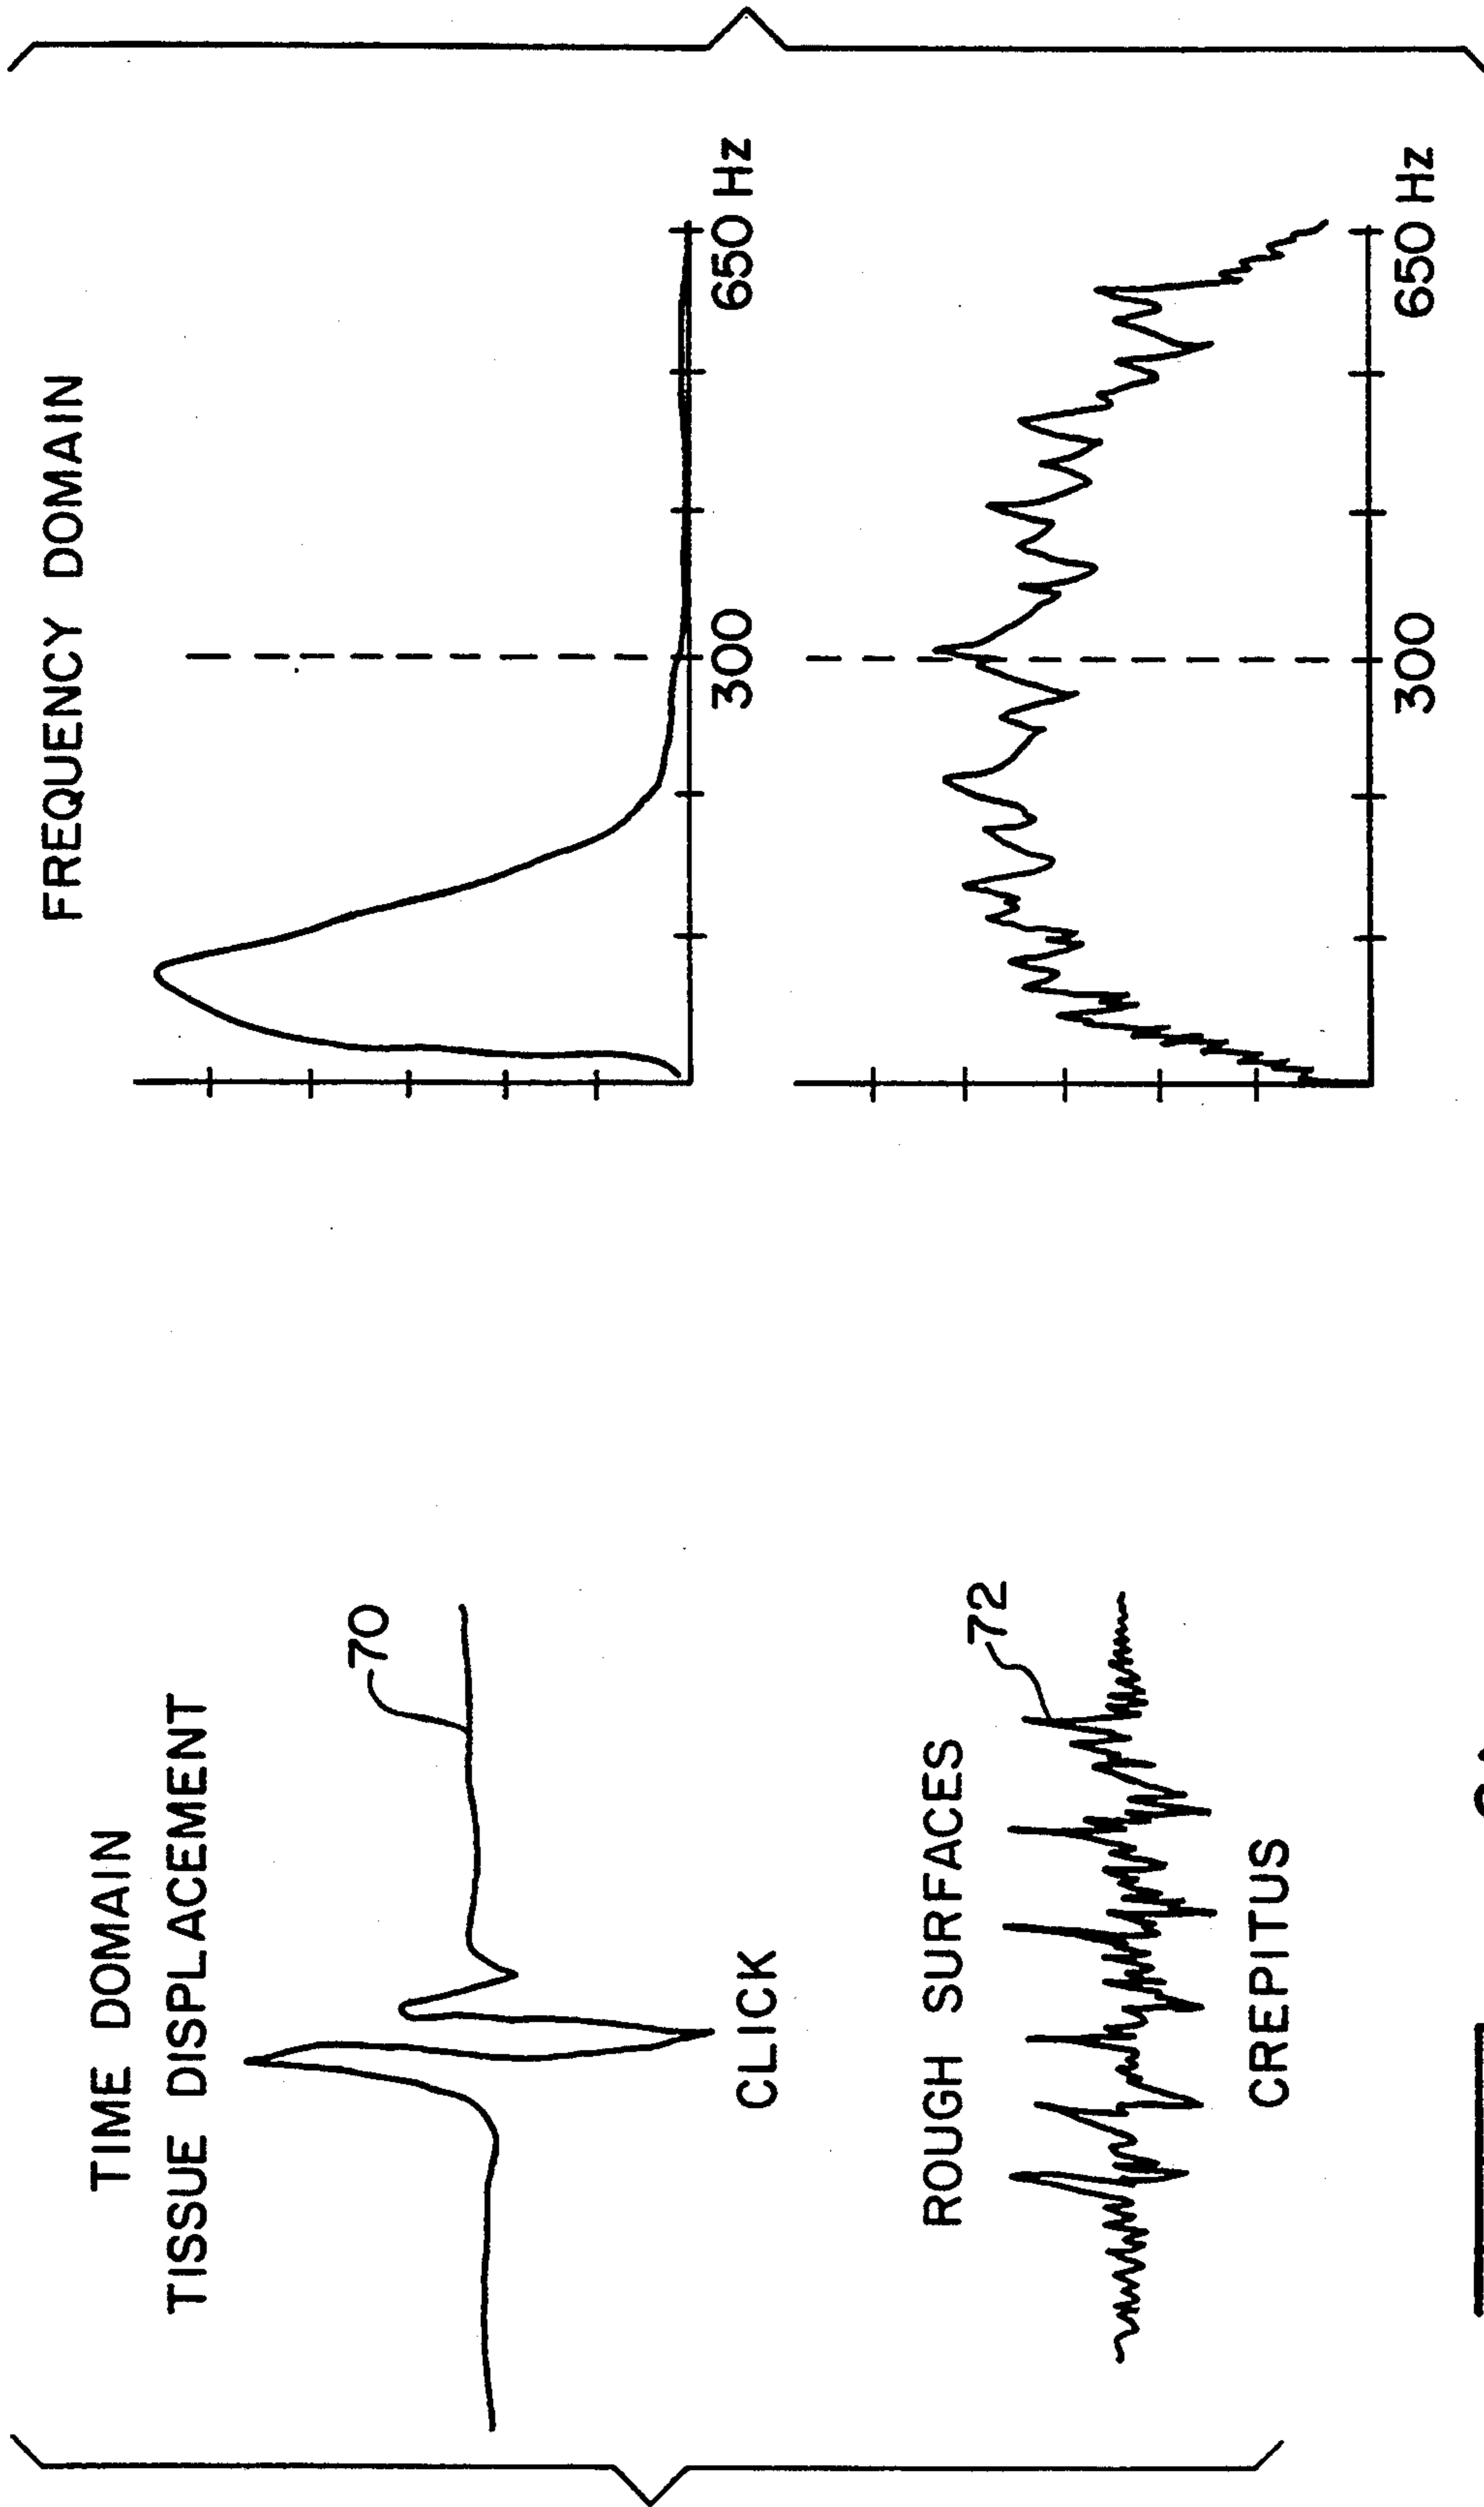 TIME DOMAIN
TISSUE DISPLACEMENT
70
CLICK
ROUGH SURFACES
72
CREPITUS
FREQUENCY DOMAIN
300
650 Hz
300
650 Hz